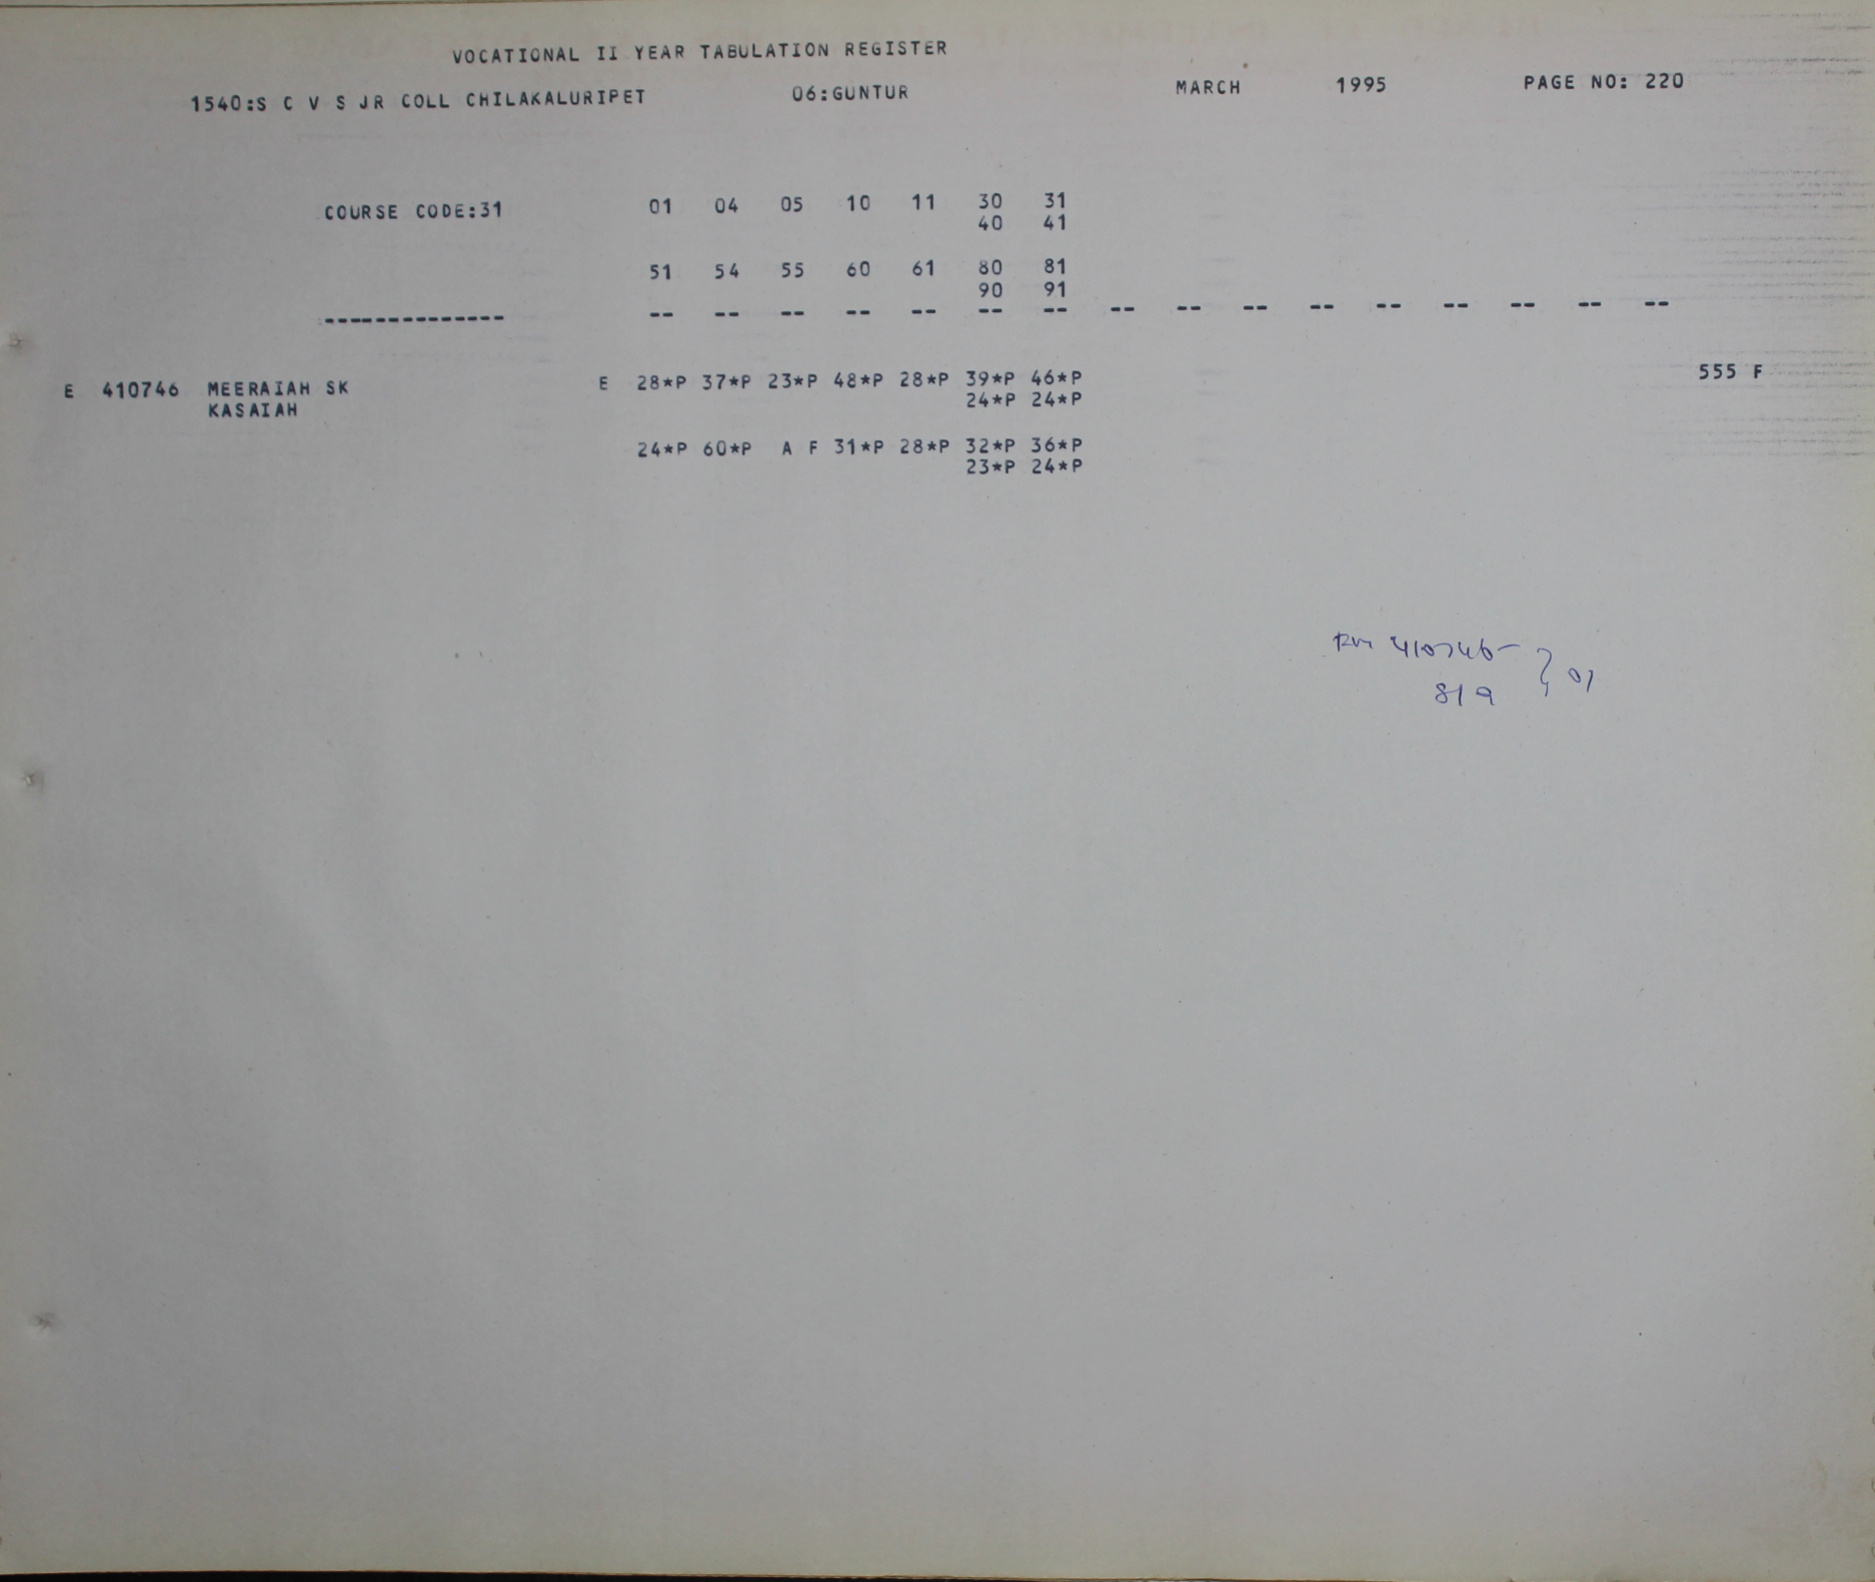 VOCATIONAL II YEAR TABULATION REGISTER
1540:S C V S JR COLL CHILAKALURIPET 06:GUNTUR MARCH 1995 PAGE NO: 220
COURSE CODE:31 01 04 05 10 11 30 31
40 41
51 54 55 60 61 80 81
90 91
-------------- -- -- -- -- -- -- -- -- -- -- -- -- -- -- -- --
E 410746 MEERAIAH SK E 28*P 37*P 23*P 48*P 28*P 39*P 46*P 555 F
KASAIAH 24*P 24*P
24*P 60*P A F 31*P 28*P 32*P 36*P
23*P 24*P
410746
} 01